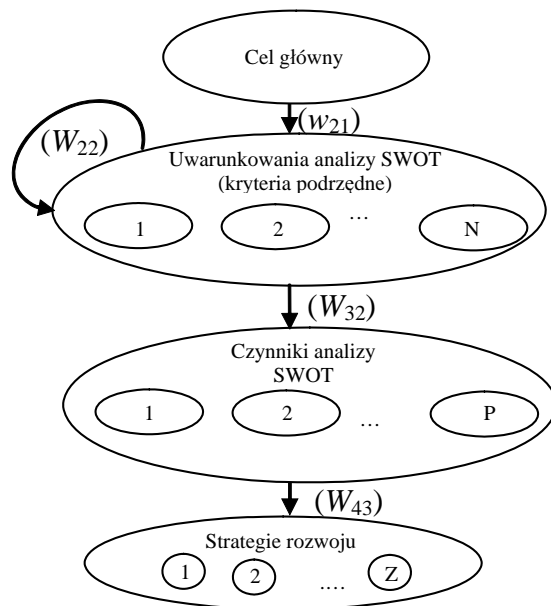 Cel główny
(w21)
(W22)
Uwarunkowania analizy SWOT
(kryteria podrzędne)
1 2 ... N
(W32)
Czynniki analizy
SWOT
1 2 ... P
(W43)
Strategie rozwoju
1 2 .... Z